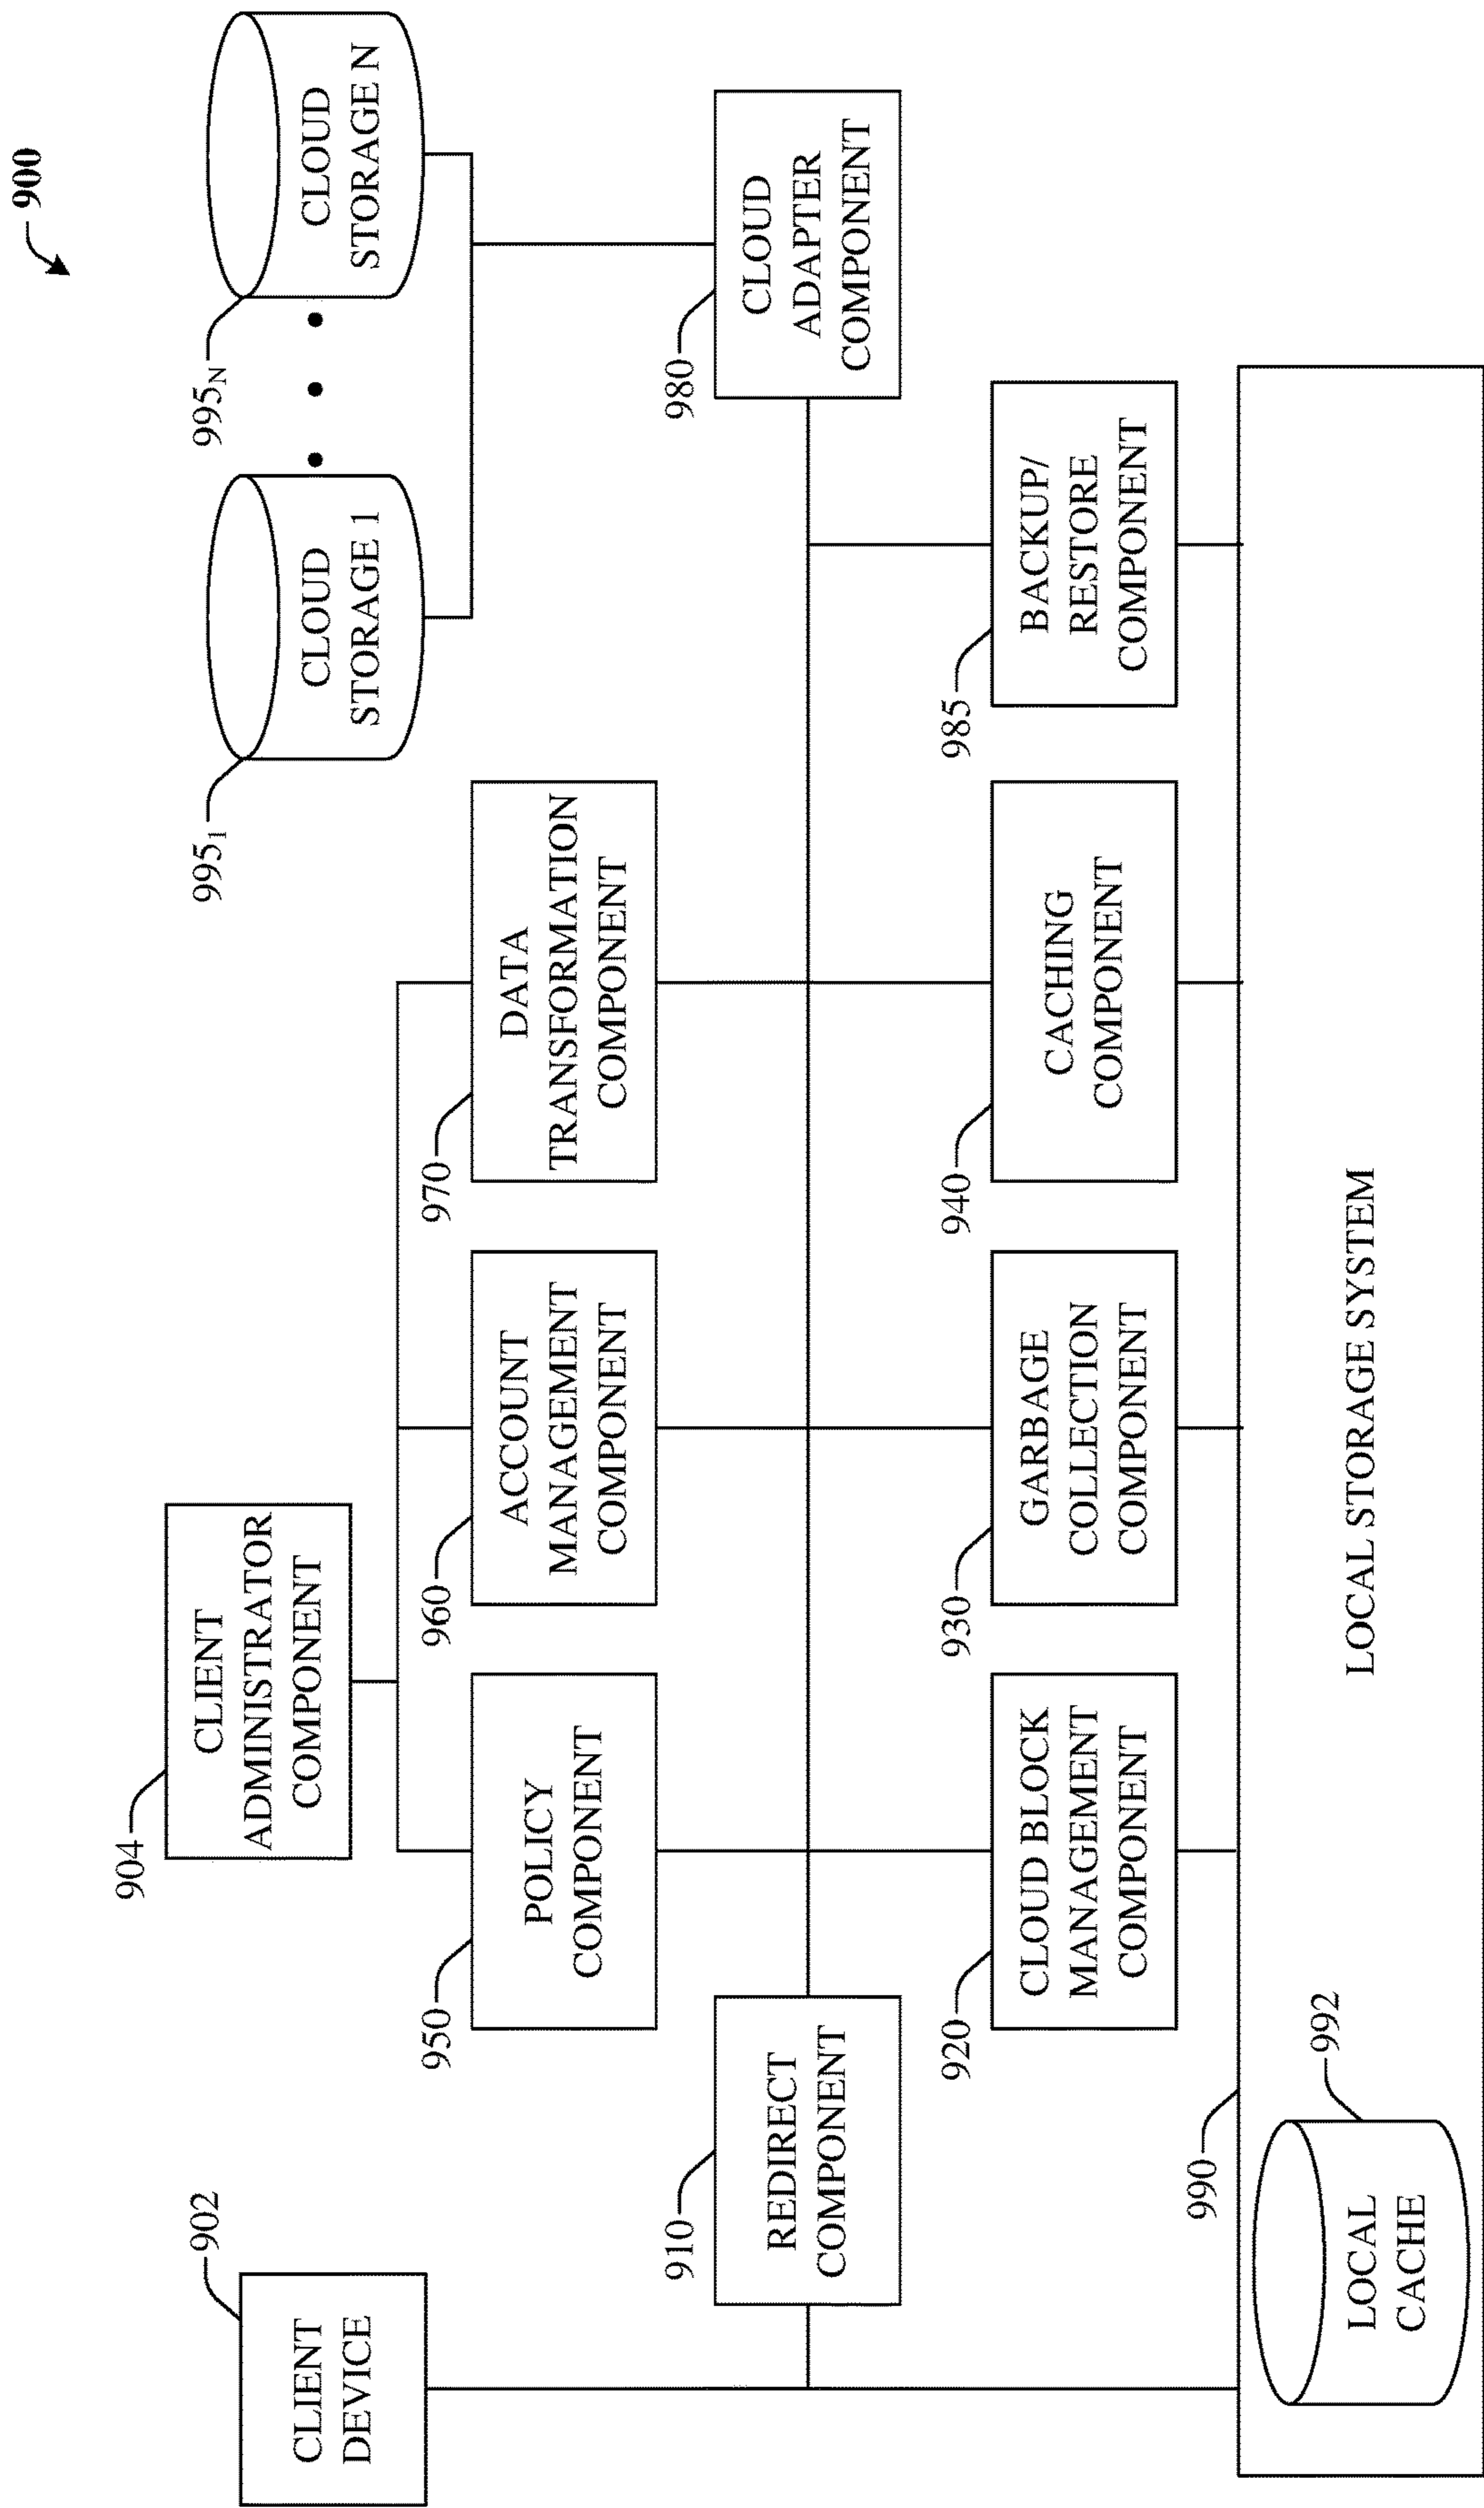 900
904
CLIENT
ADMINISTRATOR
COMPONENT
902
CLIENT
DEVICE
995₁
CLOUD
STORAGE 1
995N
CLOUD
STORAGE N
950
POLICY
COMPONENT
960
ACCOUNT
MANAGEMENT
COMPONENT
970
DATA
TRANSFORMATION
COMPONENT
910
REDIRECT
COMPONENT
980
CLOUD
ADAPTER
COMPONENT
920
CLOUD BLOCK
MANAGEMENT
COMPONENT
930
GARBAGE
COLLECTION
COMPONENT
940
CACHING
COMPONENT
985
BACKUP/
RESTORE
COMPONENT
990
992
LOCAL
CACHE
LOCAL STORAGE SYSTEM